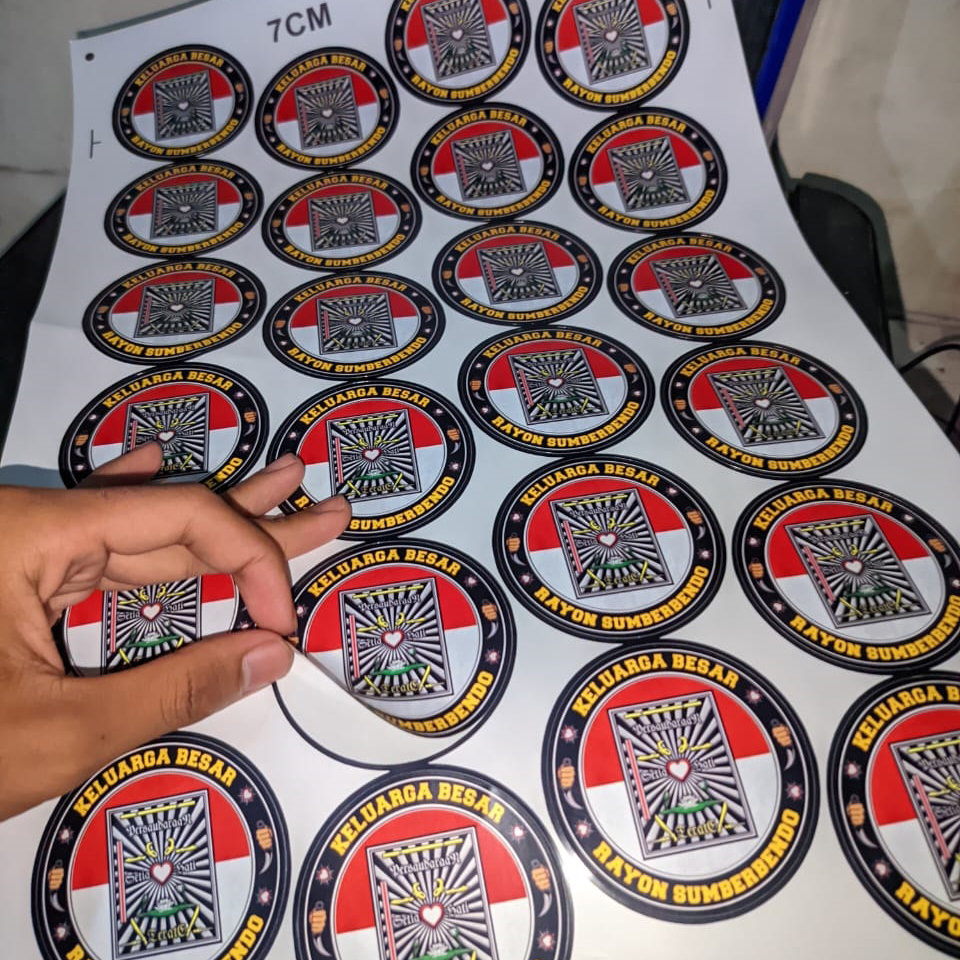 7CM
KELUARGA BESAR
PersaudaraaN
Setia Hati
TeratE
RAYON SUMBERBENDO